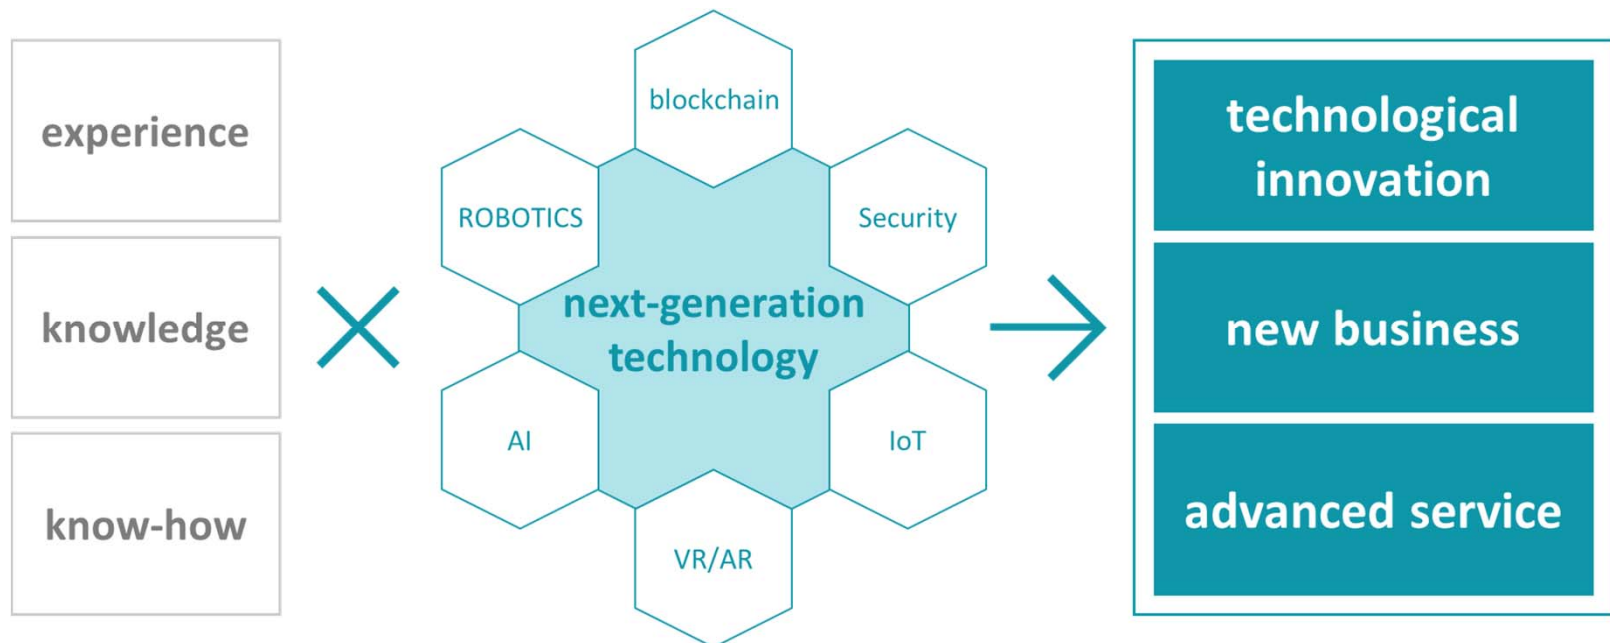 experience
knowledge
know-how
blockchain
ROBOTICS
Security
next-generation
technology
AI
IoT
VR/AR
technological
innovation
new business
advanced service